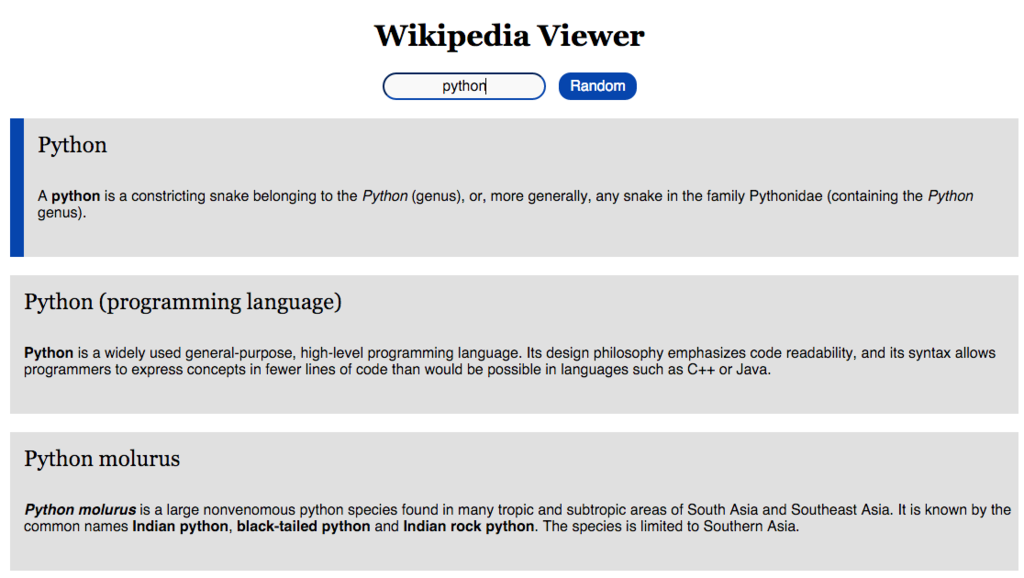 Wikipedia Viewer
python
Random
Python
A python is a constricting snake belonging to the Python (genus), or, more generally, any snake in the family Pythonidae (containing the Python
genus).
Python (programming language)
Python is a widely used general-purpose, high-level programming language. Its design philosophy emphasizes code readability, and its syntax allows
programmers to express concepts in fewer lines of code than would be possible in languages such as C++ or Java.
Python molurus
Python molurus is a large nonvenomous python species found in many tropic and subtropic areas of South Asia and Southeast Asia. It is known by the
common names Indian python, black-tailed python and Indian rock python. The species is limited to Southern Asia.